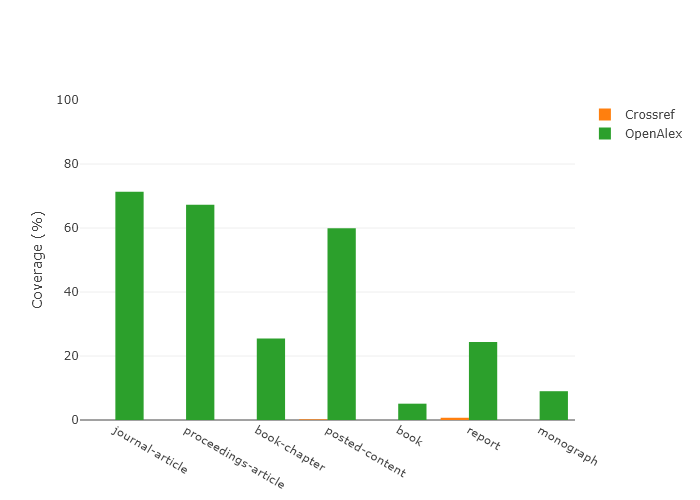 100
80
60
40
20
0
Coverage (%)
journal-article
proceedings-article
book-chapter
posted-content
book
report
monograph
Crossref
OpenAlex